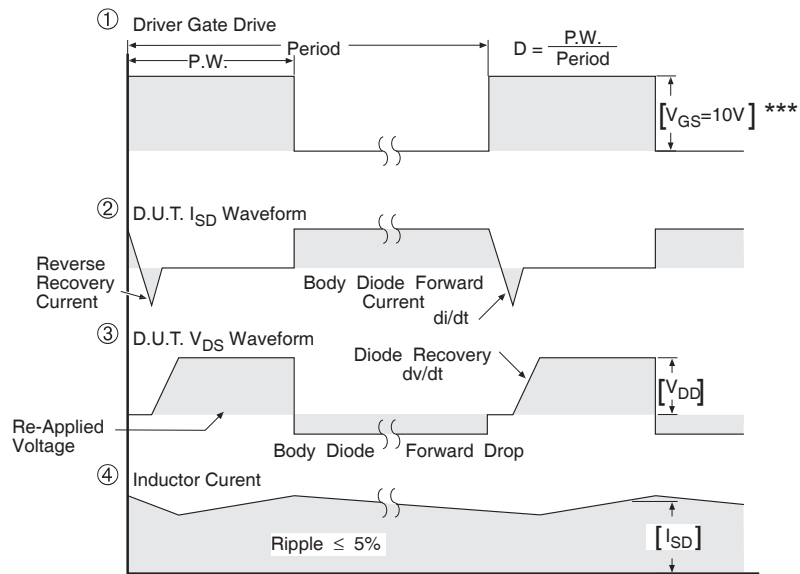 ① Driver Gate Drive
Period
P.W.
D = P.W. / Period
[VGS=10V] ***
② D.U.T. ISD Waveform
Reverse
Recovery
Current
Body Diode Forward
Current
di/dt
③ D.U.T. VDS Waveform
Diode Recovery
dv/dt
[VDD]
Re-Applied
Voltage
Body Diode
Forward Drop
④ Inductor Curent
Ripple ≤ 5%
[ISD]